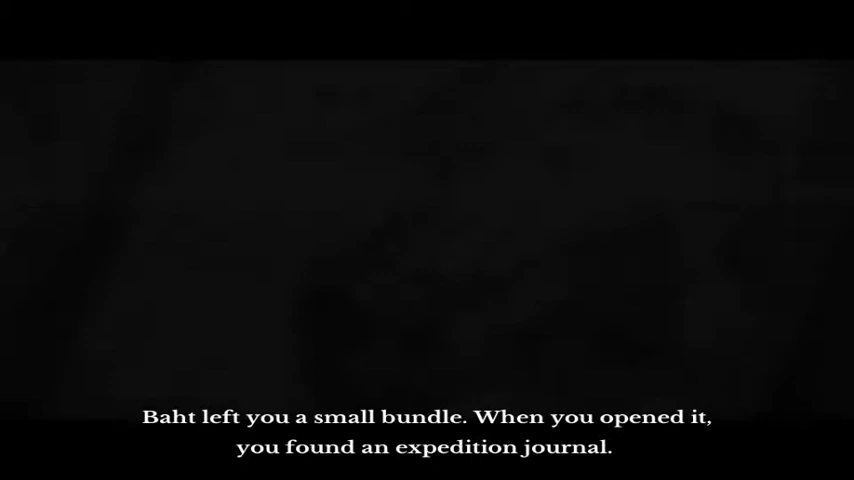 Baht left you a small bundle. When you opened it,
you found an expedition journal.